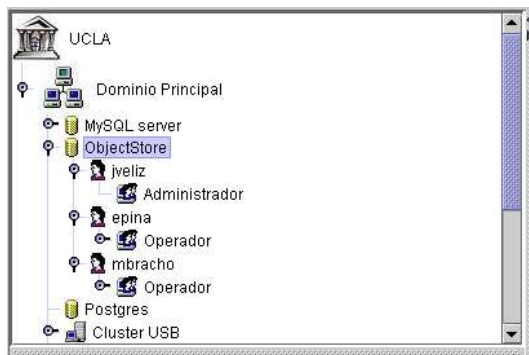 UCLA
Dominio Principal
MySQL server
ObjectStore
jveliz
Administrador
epina
Operador
mbracho
Operador
Postgres
Cluster USB